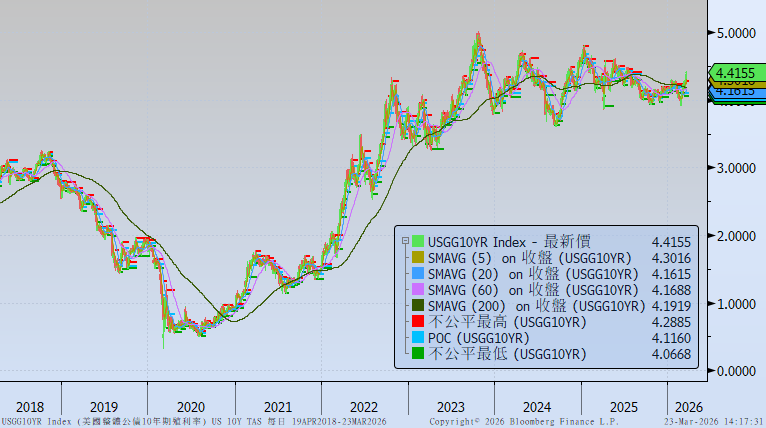 5.0000
4.4155
4.1615
3.0000
2.0000
1.0000
0.0000
USGG10YR Index - 最新價 4.4155
SMAVG (5) on 收盤 (USGG10YR) 4.3016
SMAVG (20) on 收盤 (USGG10YR) 4.1615
SMAVG (60) on 收盤 (USGG10YR) 4.1688
SMAVG (200) on 收盤 (USGG10YR) 4.1919
不公平最高 (USGG10YR) 4.2885
POC (USGG10YR) 4.1160
不公平最低 (USGG10YR) 4.0668
2018 2019 2020 2021 2022 2023 2024 2025 2026
USGG10YR Index (美國整體公債10年期殖利率) US 10Y TAS 每日 19APR2018-23MAR2026 Copyright© 2026 Bloomberg Finance L.P. 23-Mar-2026 14:17:31